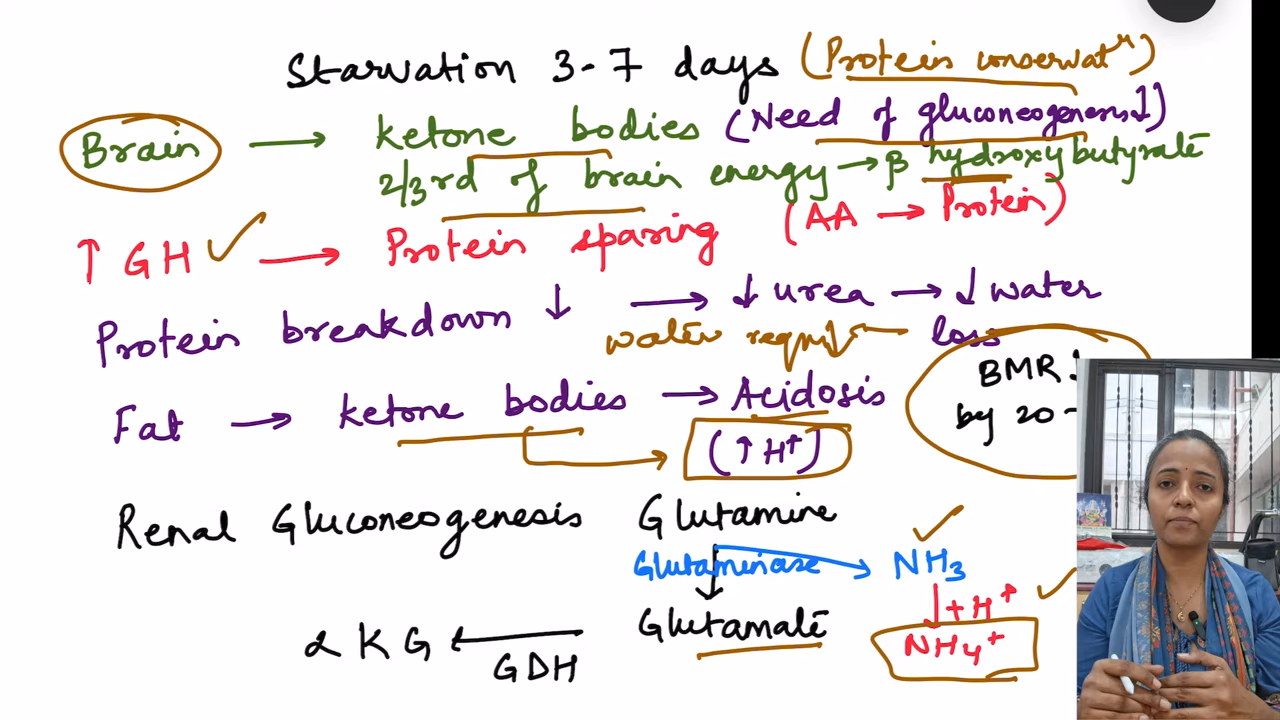 Starvation 3-7 days (Protein conservatn)
Brain → ketone bodies (Need of gluconeogenesis↓)
2/3rd of brain energy → β hydroxybutyrate
↑ GH → Protein sparing (AA → Protein)
Protein breakdown ↓ → ↓ urea → ↓ water loss
water requi ↓ ←
BMR ↓
by 20-
Fat → ketone bodies → Acidosis
(↑ H+)
Renal Gluconeogenesis Glutamine
Glutaminase → NH3
↓ + H+
Glutamate NH4+
α K G ← GDH